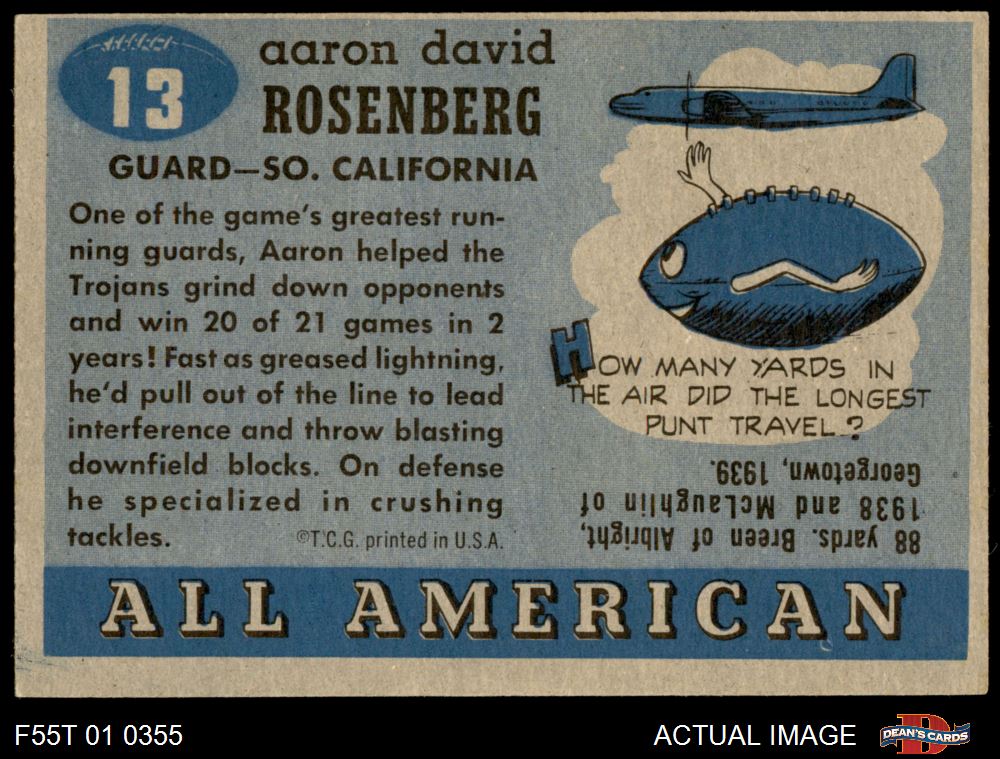 13
aaron david
ROSENBERG
GUARD—SO. CALIFORNIA
One of the game's greatest run-
ning guards, Aaron helped the
Trojans grind down opponents
and win 20 of 21 games in 2
years! Fast as greased lightning,
he'd pull out of the line to lead
interference and throw blasting
downfield blocks. On defense
he specialized in crushing
tackles.
©T.C.G. printed in U.S.A.
HOW MANY YARDS IN
THE AIR DID THE LONGEST
PUNT TRAVEL?
88 yards. Breen of Albright,
1938 and McLaughlin of
Georgetown, 1939.
ALL AMERICAN
F55T 01 0355
ACTUAL IMAGE
D
DEAN'S CARDS